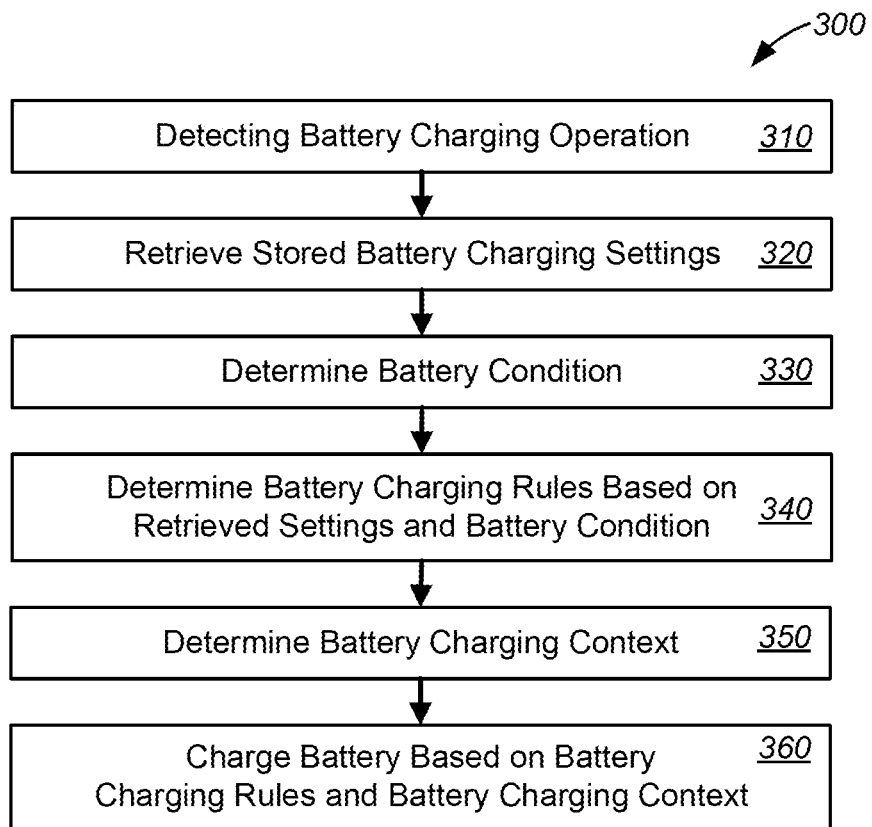 300
Detecting Battery Charging Operation 310
Retrieve Stored Battery Charging Settings 320
Determine Battery Condition 330
Determine Battery Charging Rules Based on
Retrieved Settings and Battery Condition 340
Determine Battery Charging Context 350
Charge Battery Based on Battery 360
Charging Rules and Battery Charging Context